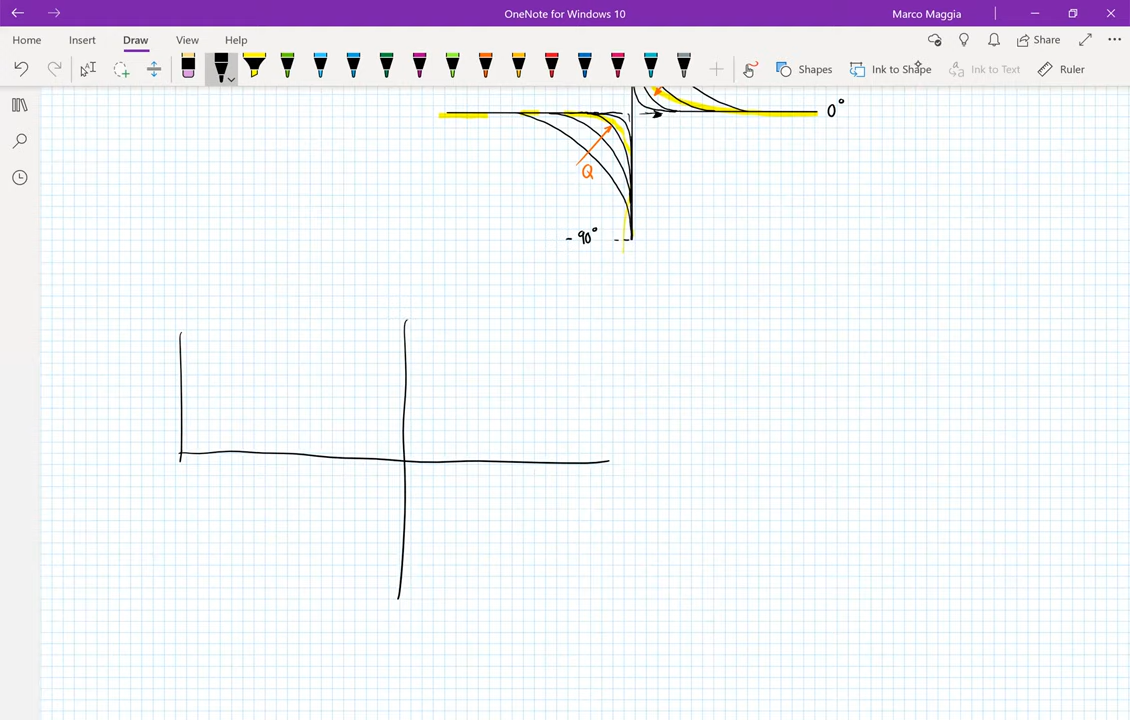 OneNote for Windows 10
Marco Maggia
Home Insert Draw View Help
Share
Shapes
Ink to Shape
Ink to Text
Ruler
0°
Q
- 90°